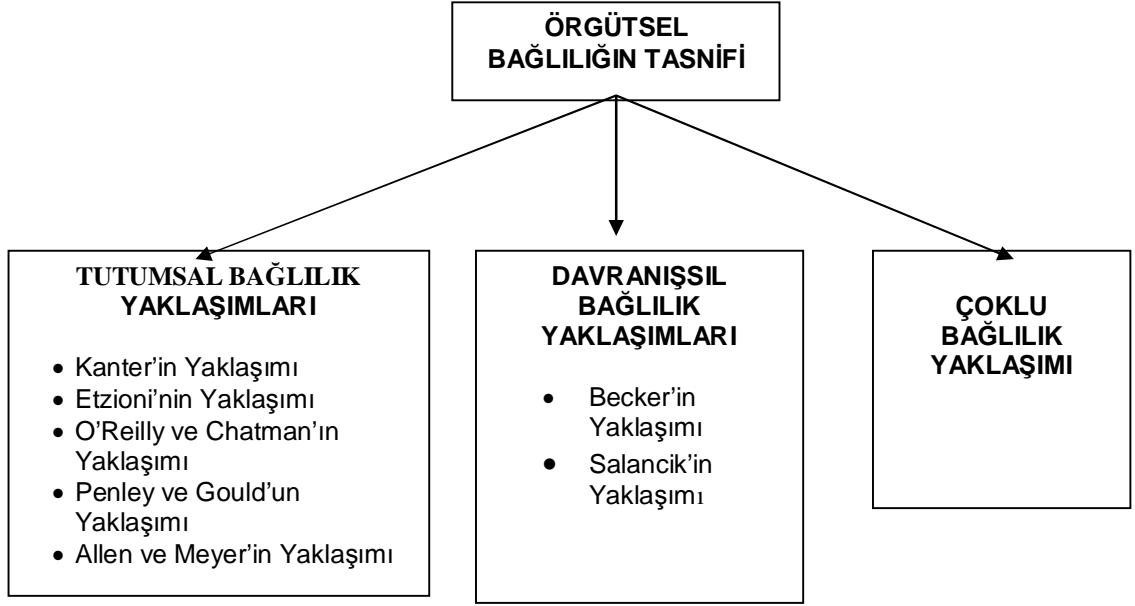 ÖRGÜTSEL
BAĞLILIĞIN TASNİFİ
TUTUMSAL BAĞLILIK
YAKLAŞIMLARI
• Kanter’in Yaklaşımı
• Etzioni’nin Yaklaşımı
• O’Reilly ve Chatman’ın
Yaklaşımı
• Penley ve Gould’un
Yaklaşımı
• Allen ve Meyer’in Yaklaşımı
DAVRANIŞSIL
BAĞLILIK
YAKLAŞIMLARI
• Becker’in
Yaklaşımı
• Salancik’in
Yaklaşımı
ÇOKLU
BAĞLILIK
YAKLAŞIMI